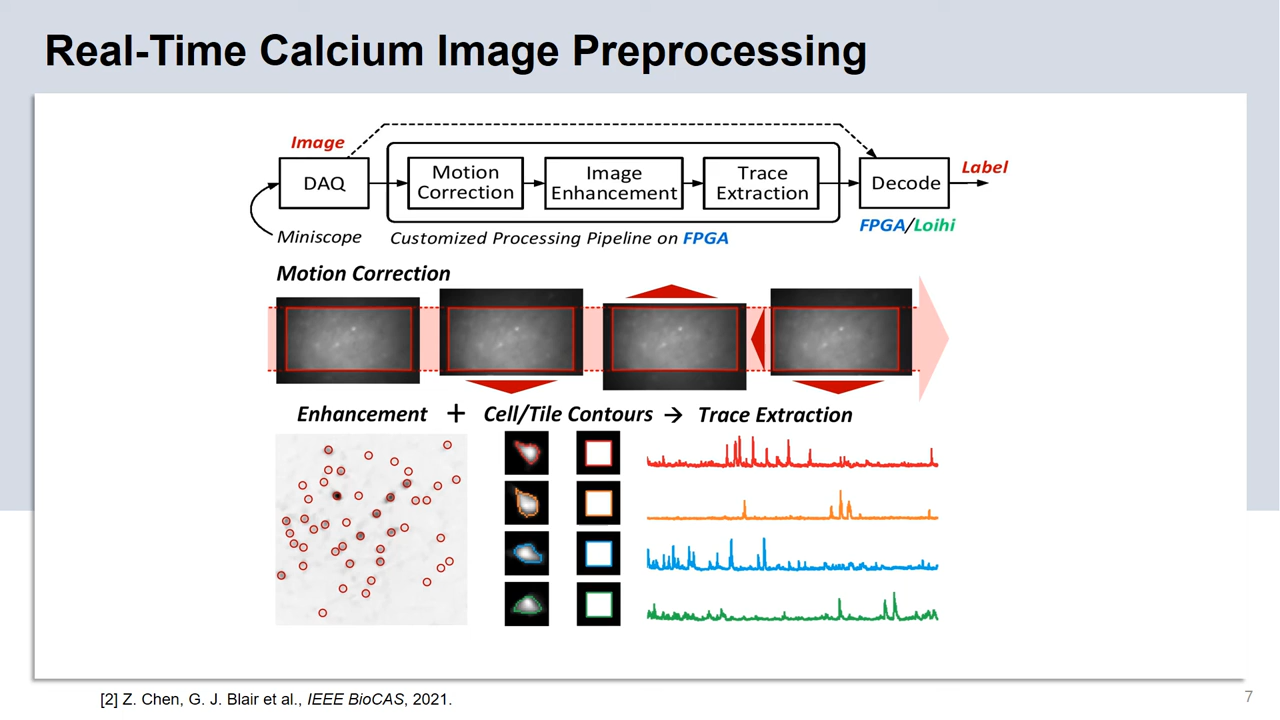 Real-Time Calcium Image Preprocessing
Image
DAQ
Motion
Correction
Image
Enhancement
Trace
Extraction
Decode
Label
Miniscope
Customized Processing Pipeline on FPGA
FPGA/Loihi
Motion Correction
Enhancement + Cell/Tile Contours → Trace Extraction
[2] Z. Chen, G. J. Blair et al., IEEE BioCAS, 2021.
7